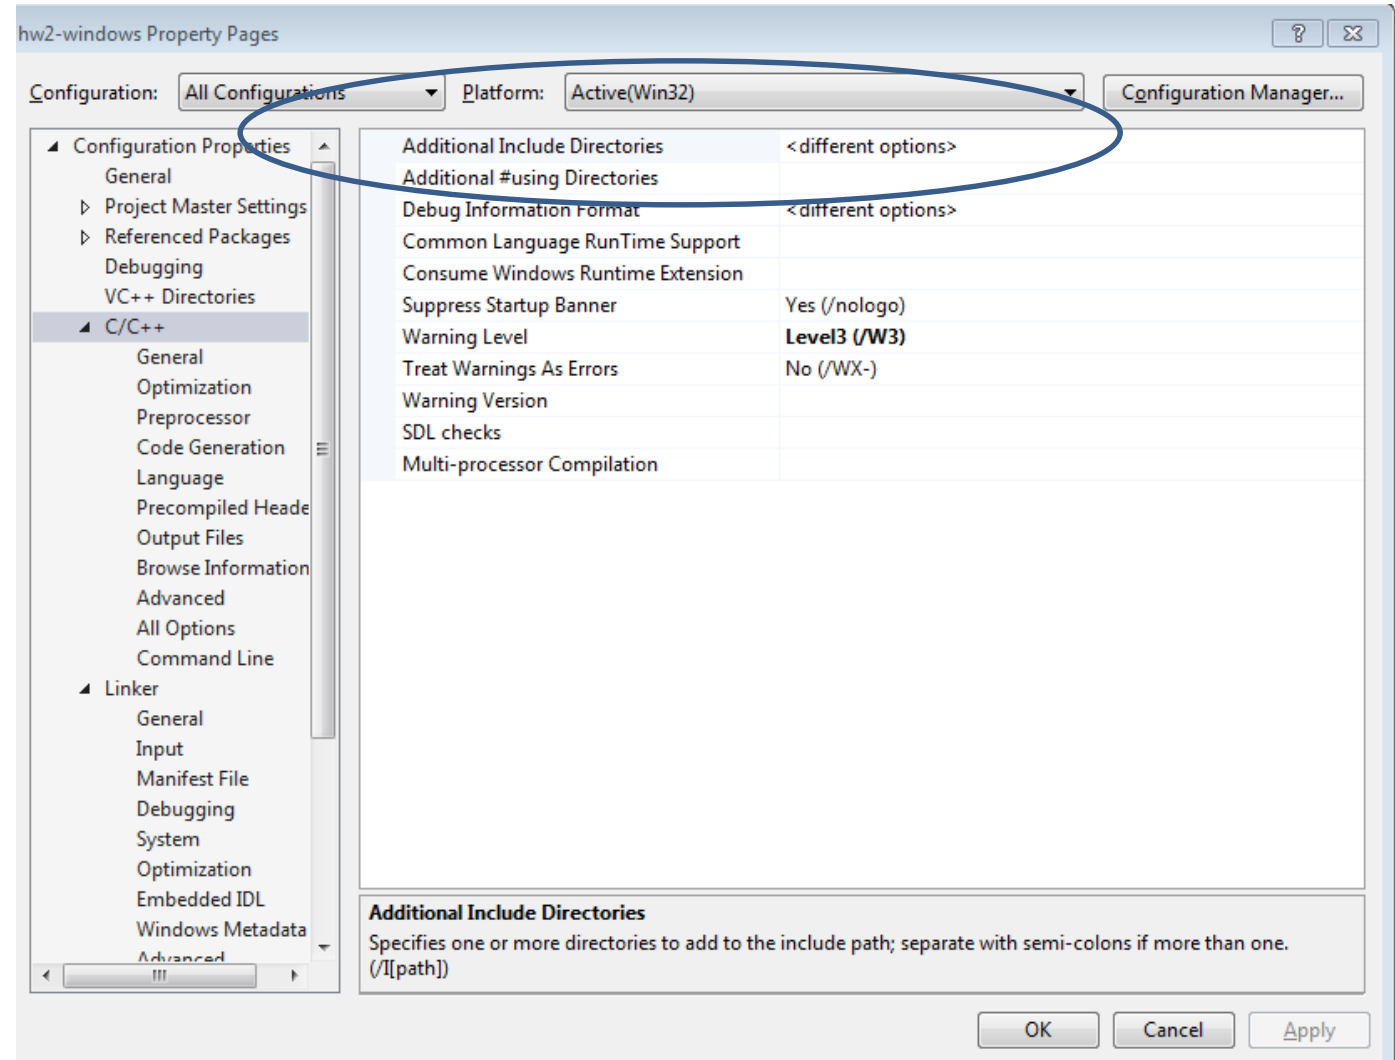 hw2-windows Property Pages
Configuration: All Configurations Platform: Active(Win32) Configuration Manager...
Configuration Properties
General
Project Master Settings
Referenced Packages
Debugging
VC++ Directories
C/C++
General
Optimization
Preprocessor
Code Generation
Language
Precompiled Heade
Output Files
Browse Information
Advanced
All Options
Command Line
Linker
General
Input
Manifest File
Debugging
System
Optimization
Embedded IDL
Windows Metadata
Advanced
Additional Include Directories <different options>
Additional #using Directories
Debug Information Format <different options>
Common Language RunTime Support
Consume Windows Runtime Extension
Suppress Startup Banner Yes (/nologo)
Warning Level Level3 (/W3)
Treat Warnings As Errors No (/WX-)
Warning Version
SDL checks
Multi-processor Compilation
Additional Include Directories
Specifies one or more directories to add to the include path; separate with semi-colons if more than one.
(/I[path])
OK Cancel Apply